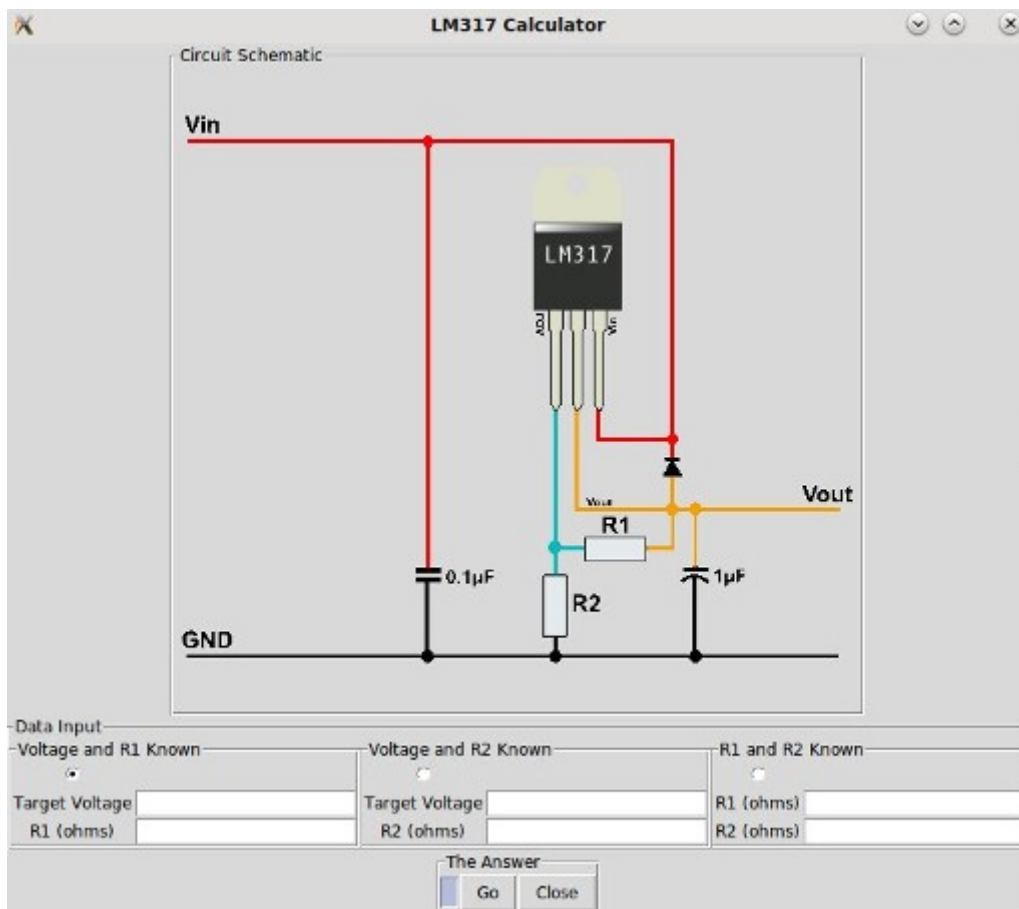 LM317 Calculator
Circuit Schematic
Vin
LM317
ADJ
Vin
Vout
Vout
R1
0.1µF
R2
1µF
GND
Data Input
Voltage and R1 Known
Voltage and R2 Known
R1 and R2 Known
Target Voltage
Target Voltage
R1 (ohms)
R1 (ohms)
R2 (ohms)
R2 (ohms)
The Answer
Go
Close